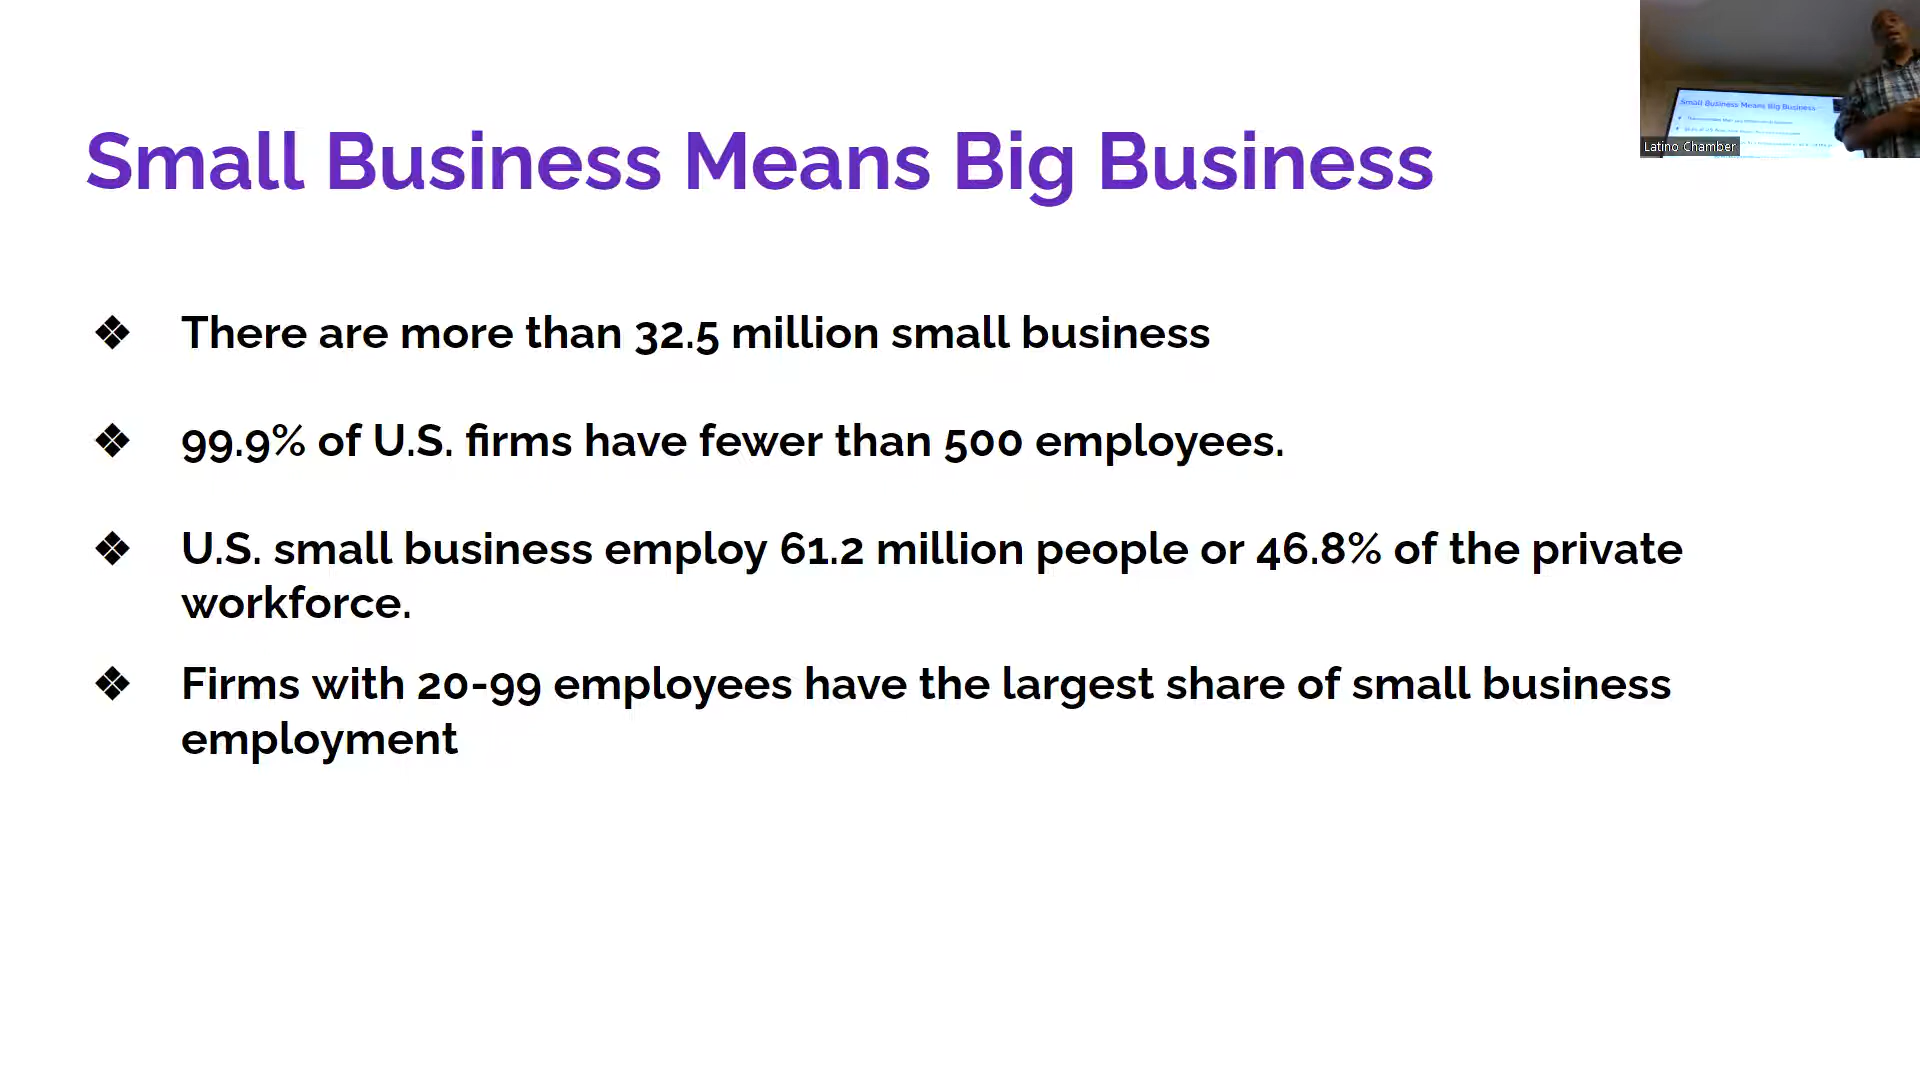 Small Business Means Big Business
❖ There are more than 32.5 million small business
❖ 99.9% of U.S. firms have fewer than 500 employees.
❖ U.S. small business employ 61.2 million people or 46.8% of the private
workforce.
❖ Firms with 20-99 employees have the largest share of small business
employment
Small Business Means Big Business
Latino Chamber